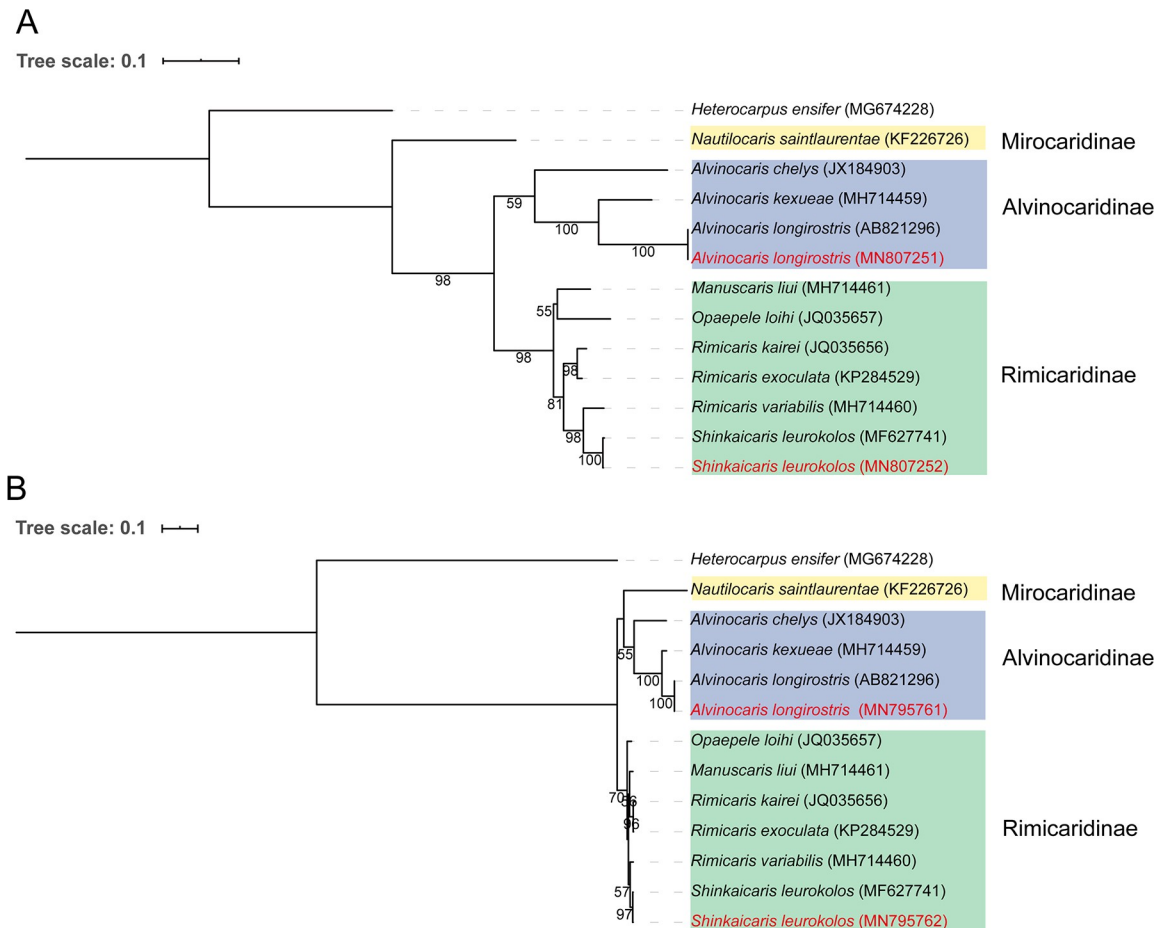 A
Tree scale: 0.1
Heterocarpus ensifer (MG674228)
Nautilocaris saintlaurentae (KF226726)
Mirocaridinae
Alvinocaris chelys (JX184903)
59
Alvinocaris kexueae (MH714459)
Alvinocaridinae
100
Alvinocaris longirostris (AB821296)
100
Alvinocaris longirostris (MN807251)
98
Manuscaris liui (MH714461)
55
Opaepele loihi (JQ035657)
98
Rimicaris kairei (JQ035656)
98
Rimicaris exoculata (KP284529)
Rimicaridinae
81
Rimicaris variabilis (MH714460)
98
Shinkaicaris leurokolos (MF627741)
100
Shinkaicaris leurokolos (MN807252)
B
Tree scale: 0.1
Heterocarpus ensifer (MG674228)
Nautilocaris saintlaurentae (KF226726)
Mirocaridinae
Alvinocaris chelys (JX184903)
55
Alvinocaris kexueae (MH714459)
Alvinocaridinae
100
Alvinocaris longirostris (AB821296)
100
Alvinocaris longirostris (MN795761)
Opaepele loihi (JQ035657)
Manuscaris liui (MH714461)
70
Rimicaris kairei (JQ035656)
96
Rimicaris exoculata (KP284529)
Rimicaridinae
Rimicaris variabilis (MH714460)
57
Shinkaicaris leurokolos (MF627741)
97
Shinkaicaris leurokolos (MN795762)